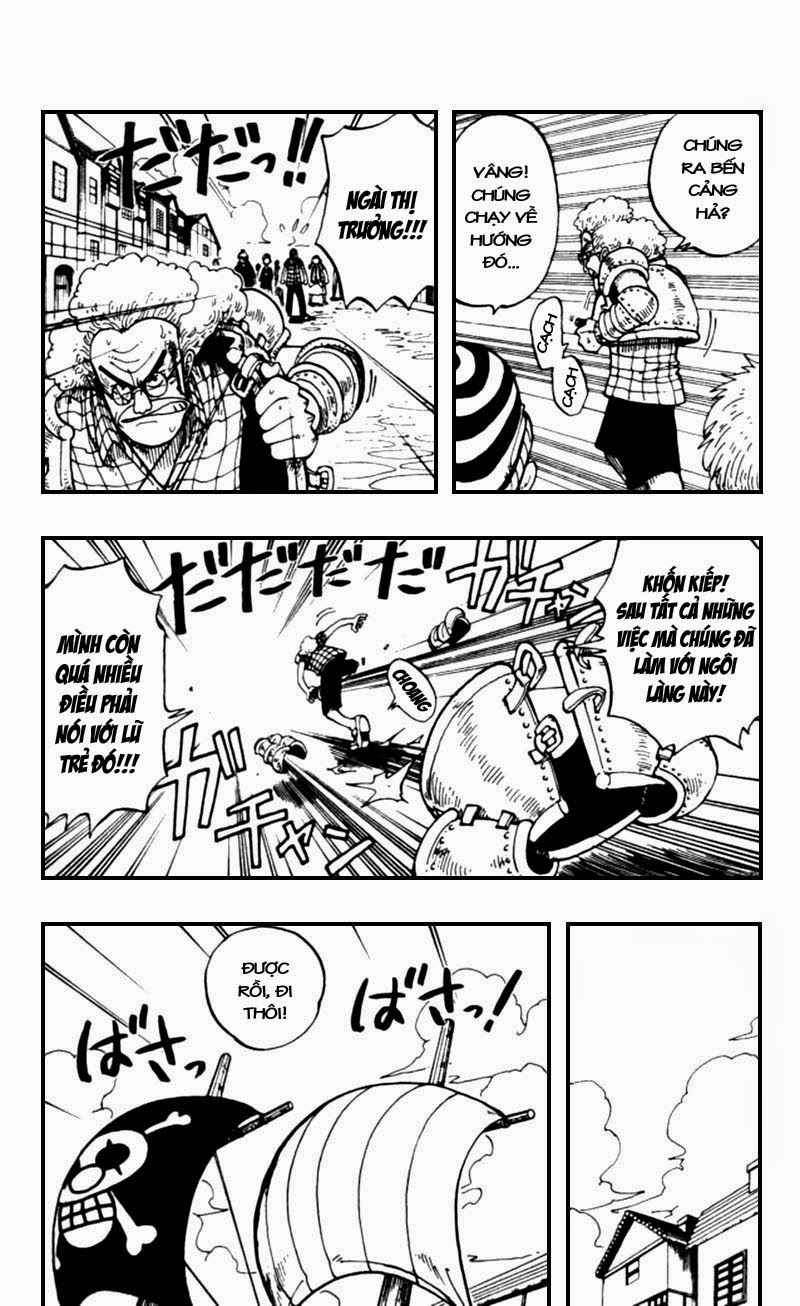 CHÚNG
RA BẾN
CẢNG
HẢ?
VÂNG!
CHÚNG
CHẠY VỀ
HƯỚNG
ĐÓ...
CẠCH
CẠCH
NGÀI THỊ
TRƯỞNG!!!
だだっ!!
KHỐN KIẾP!
SAU TẤT CẢ NHỮNG
VIỆC MÀ CHÚNG ĐÃ
LÀM VỚI NGÔI
LÀNG NÀY!
ガチャン
だだだだ
CHOANG
ガチャン
MÌNH CÒN
QUÁ NHIỀU
ĐIỀU PHẢI
NÓI VỚI LŨ
TRẺ ĐÓ!!!
ĐƯỢC
RỒI, ĐI
THÔI!
ばさっ!
ばさっ